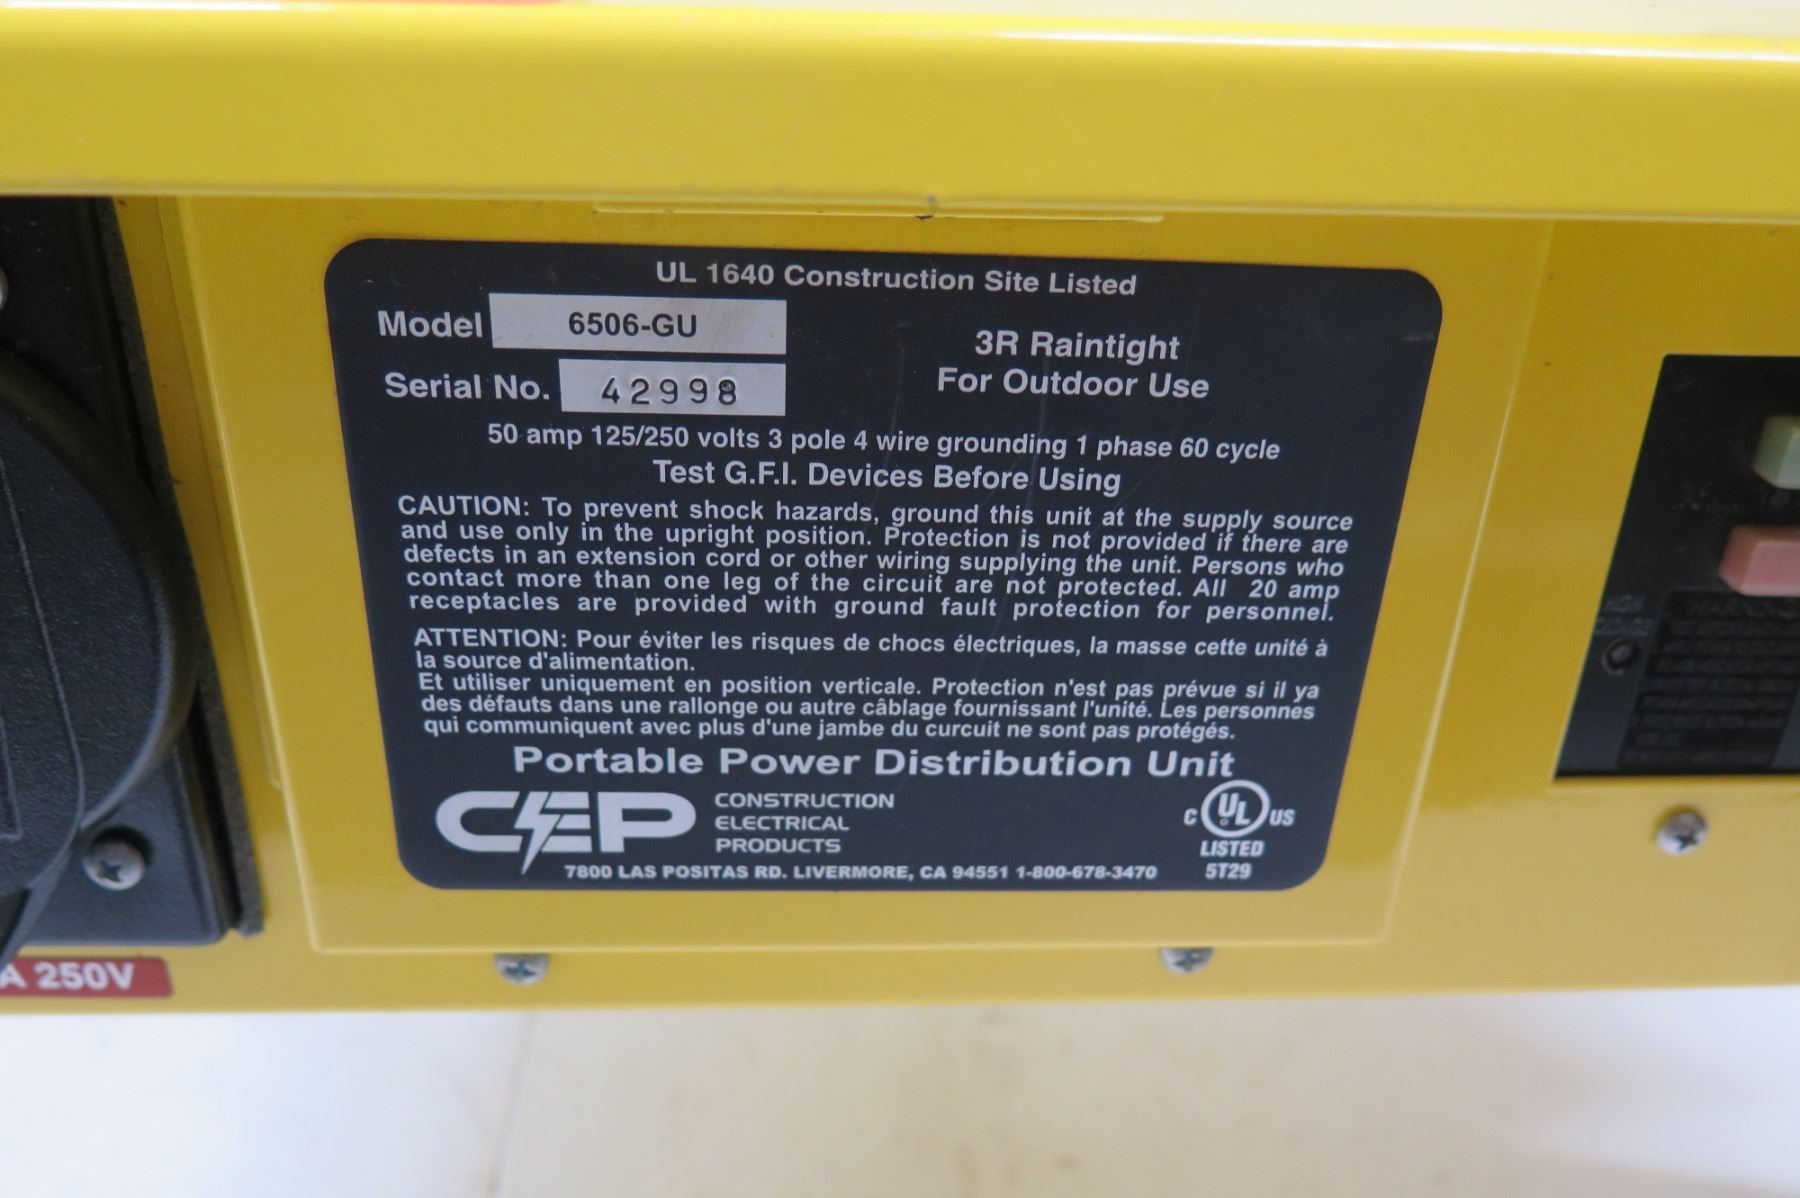 UL 1640 Construction Site Listed
Model 6506-GU
3R Raintight
For Outdoor Use
Serial No. 42998
50 amp 125/250 volts 3 pole 4 wire grounding 1 phase 60 cycle
Test G.F.I. Devices Before Using
CAUTION: To prevent shock hazards, ground this unit at the supply source
and use only in the upright position. Protection is not provided if there are
defects in an extension cord or other wiring supplying the unit. Persons who
contact more than one leg of the circuit are not protected. All 20 amp
receptacles are provided with ground fault protection for personnel.
ATTENTION: Pour éviter les risques de chocs électriques, la masse cette unité à
la source d'alimentation.
Et utiliser uniquement en position verticale. Protection n'est pas prévue si il ya
des défauts dans une rallonge ou autre câblage fournissant l'unité. Les personnes
qui communiquent avec plus d'une jambe du curcuit ne sont pas protégés.
Portable Power Distribution Unit
CEP CONSTRUCTION
ELECTRICAL
PRODUCTS
C UL US
LISTED
5T29
7800 LAS POSITAS RD. LIVERMORE, CA 94551 1-800-678-3470
A 250V